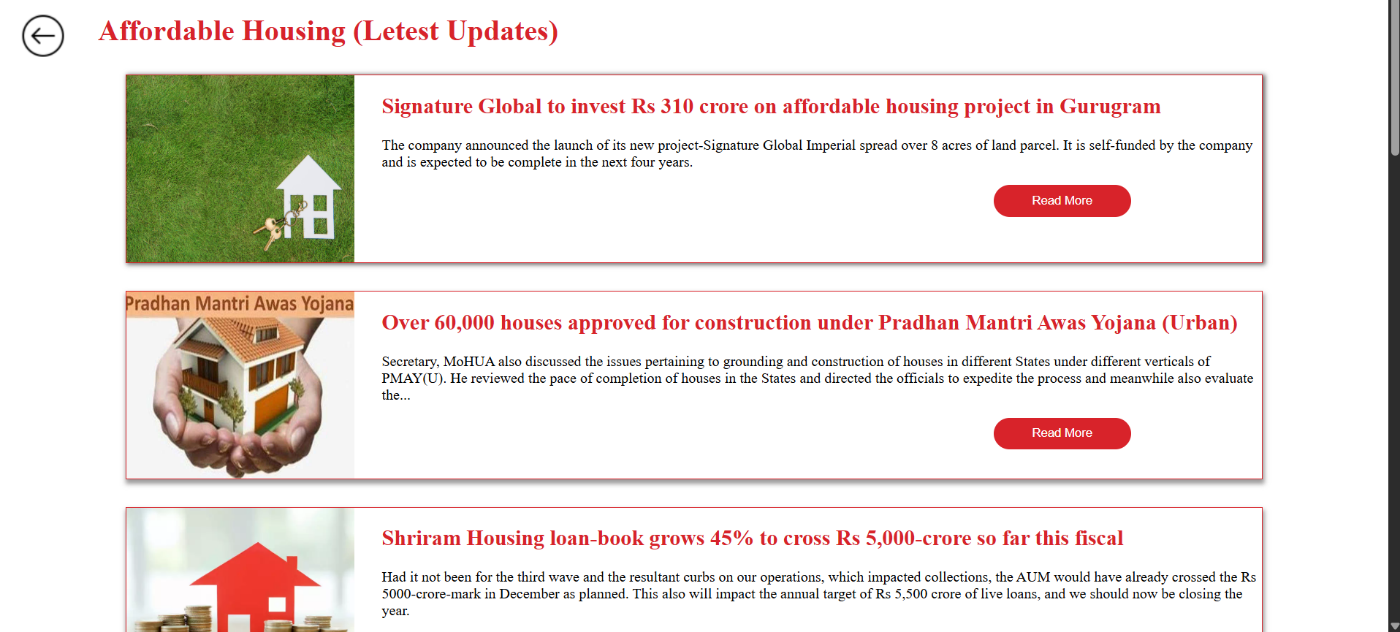 Affordable Housing (Letest Updates)
Signature Global to invest Rs 310 crore on affordable housing project in Gurugram
The company announced the launch of its new project-Signature Global Imperial spread over 8 acres of land parcel. It is self-funded by the company
and is expected to be complete in the next four years.
Read More
Pradhan Mantri Awas Yojana
Over 60,000 houses approved for construction under Pradhan Mantri Awas Yojana (Urban)
Secretary, MoHUA also discussed the issues pertaining to grounding and construction of houses in different States under different verticals of
PMAY(U). He reviewed the pace of completion of houses in the States and directed the officials to expedite the process and meanwhile also evaluate
the...
Read More
Shriram Housing loan-book grows 45% to cross Rs 5,000-crore so far this fiscal
Had it not been for the third wave and the resultant curbs on our operations, which impacted collections, the AUM would have already crossed the Rs
5000-crore-mark in December as planned. This also will impact the annual target of Rs 5,500 crore of live loans, and we should now be closing the
year.